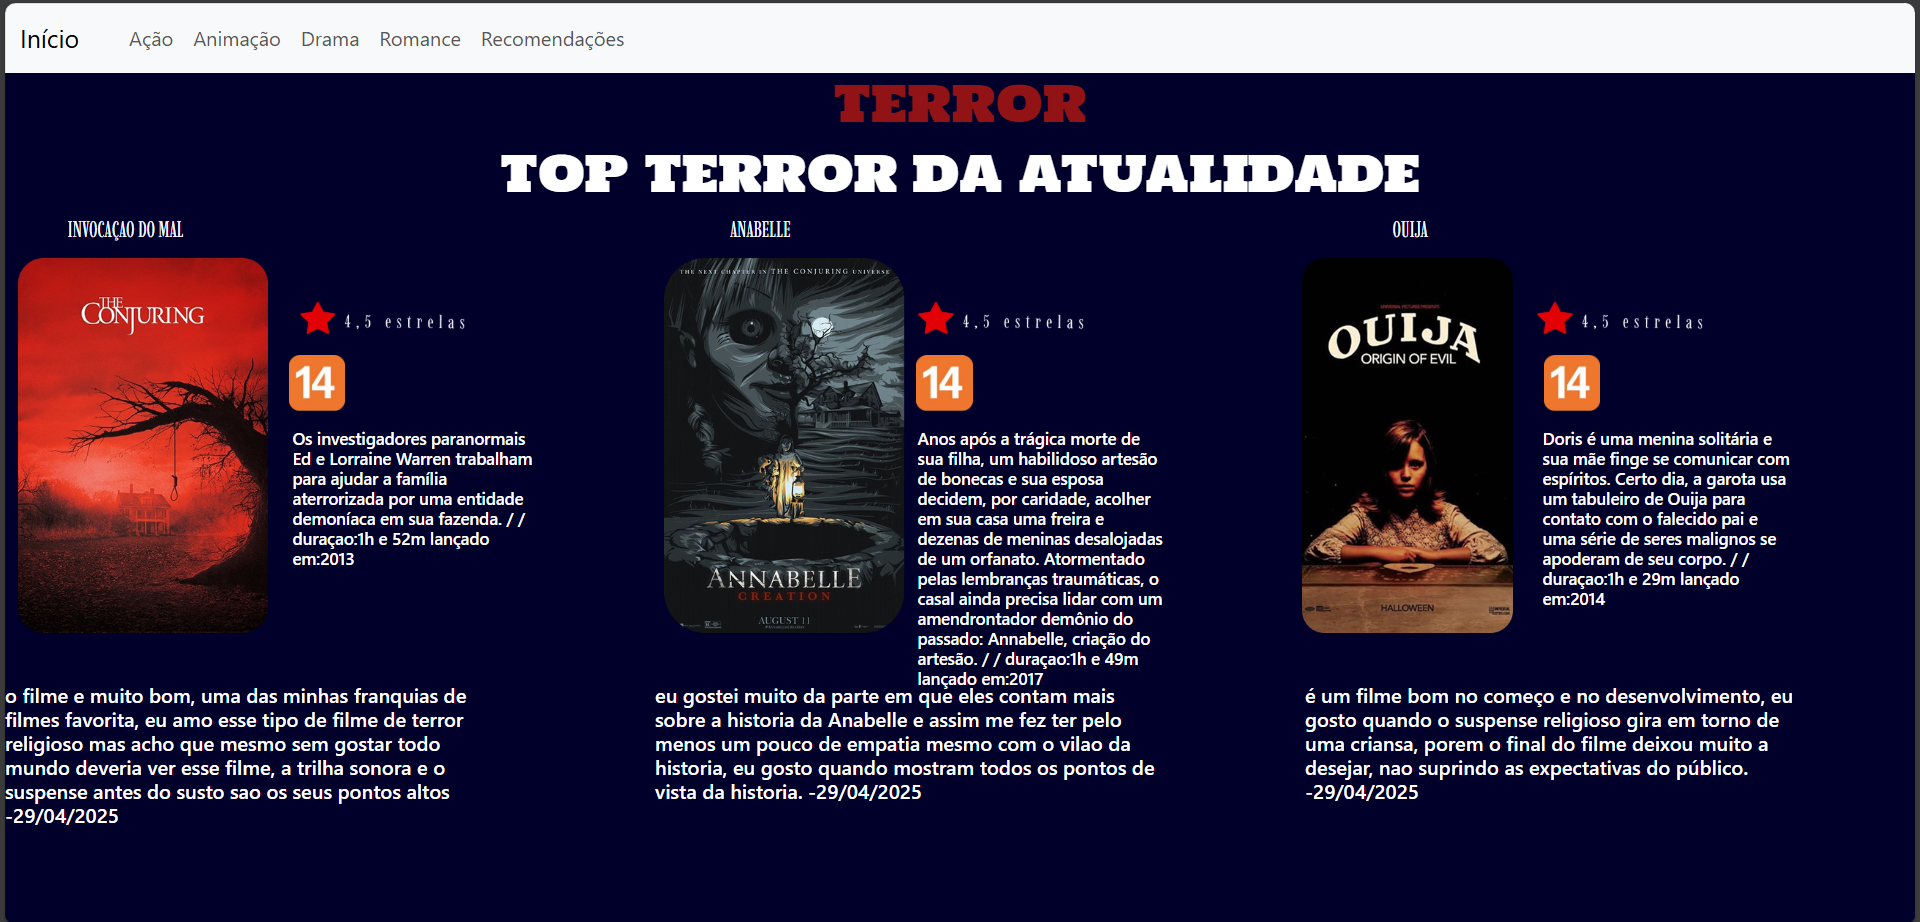 Início Ação Animação Drama Romance Recomendações
TERROR
TOP TERROR DA ATUALIDADE
INVOCAÇAO DO MAL
THE
CONJURING
4,5 estrelas
14
Os investigadores paranormais
Ed e Lorraine Warren trabalham
para ajudar a família
aterrorizada por uma entidade
demoníaca em sua fazenda. / /
duraçao:1h e 52m lançado
em:2013
o filme e muito bom, uma das minhas franquias de
filmes favorita, eu amo esse tipo de filme de terror
religioso mas acho que mesmo sem gostar todo
mundo deveria ver esse filme, a trilha sonora e o
suspense antes do susto sao os seus pontos altos
-29/04/2025
ANABELLE
THE NEXT CHAPTER IN THE CONJURING UNIVERSE
ANNABELLE
CREATION
AUGUST 11
4,5 estrelas
14
Anos após a trágica morte de
sua filha, um habilidoso artesão
de bonecas e sua esposa
decidem, por caridade, acolher
em sua casa uma freira e
dezenas de meninas desalojadas
de um orfanato. Atormentado
pelas lembranças traumáticas, o
casal ainda precisa lidar com um
amendrontador demônio do
passado: Annabelle, criação do
artesão. / / duraçao:1h e 49m
lançado em:2017
eu gostei muito da parte em que eles contam mais
sobre a historia da Anabelle e assim me fez ter pelo
menos um pouco de empatia mesmo com o vilao da
historia, eu gosto quando mostram todos os pontos de
vista da historia. -29/04/2025
OUIJA
UNIVERSAL PICTURES PRESENTS
OUIJA
ORIGIN OF EVIL
HALLOWEEN
4,5 estrelas
14
Doris é uma menina solitária e
sua mãe finge se comunicar com
espíritos. Certo dia, a garota usa
um tabuleiro de Ouija para
contato com o falecido pai e
uma série de seres malignos se
apoderam de seu corpo. / /
duraçao:1h e 29m lançado
em:2014
é um filme bom no começo e no desenvolvimento, eu
gosto quando o suspense religioso gira em torno de
uma criansa, porem o final do filme deixou muito a
desejar, nao suprindo as expectativas do público.
-29/04/2025